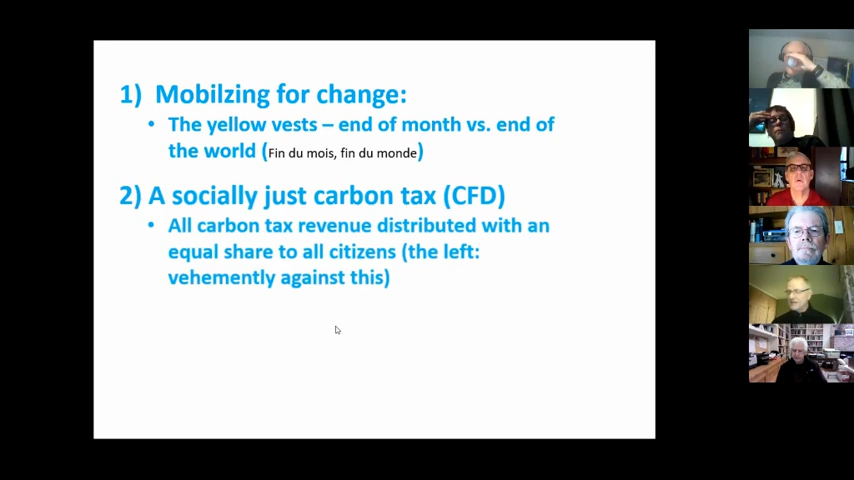 1) Mobilzing for change:
• The yellow vests – end of month vs. end of
the world (Fin du mois, fin du monde)
2) A socially just carbon tax (CFD)
• All carbon tax revenue distributed with an
equal share to all citizens (the left:
vehemently against this)